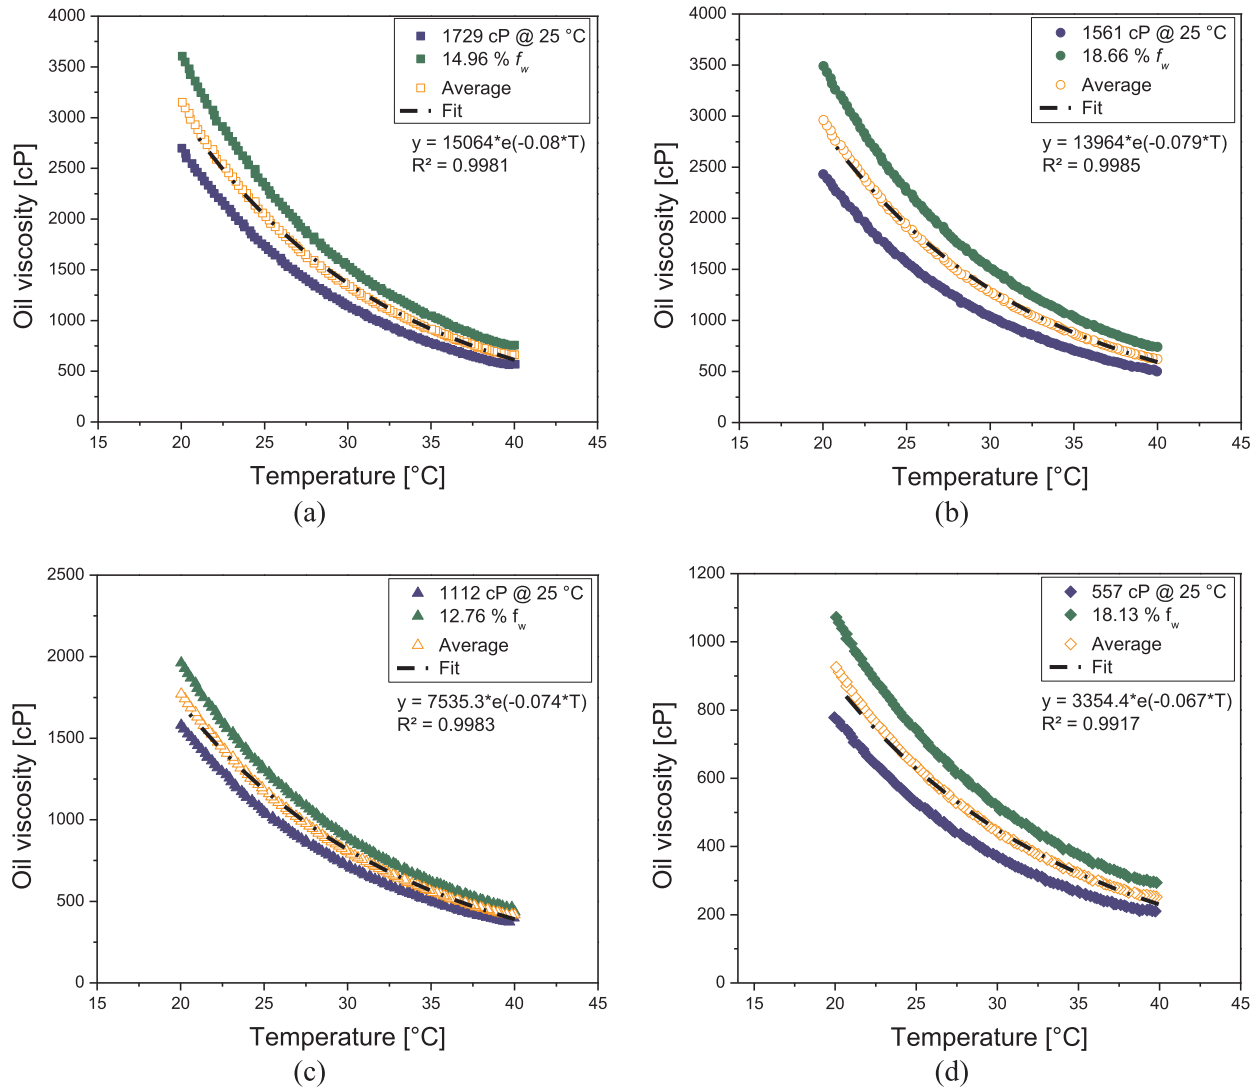 4000
3500
3000
2500
2000
1500
1000
500
0
Oil viscosity [cP]
1729 cP @ 25 °C
14.96 % fw
Average
Fit
y = 15064*e(-0.08*T)
R² = 0.9981
15 20 25 30 35 40 45
Temperature [°C]
(a)
4000
3500
3000
2500
2000
1500
1000
500
0
Oil viscosity [cP]
1561 cP @ 25 °C
18.66 % fw
Average
Fit
y = 13964*e(-0.079*T)
R² = 0.9985
15 20 25 30 35 40 45
Temperature [°C]
(b)
2500
2000
1500
1000
500
0
Oil viscosity [cP]
1112 cP @ 25 °C
12.76 % fw
Average
Fit
y = 7535.3*e(-0.074*T)
R² = 0.9983
15 20 25 30 35 40 45
Temperature [°C]
(c)
1200
1000
800
600
400
200
0
Oil viscosity [cP]
557 cP @ 25 °C
18.13 % fw
Average
Fit
y = 3354.4*e(-0.067*T)
R² = 0.9917
15 20 25 30 35 40 45
Temperature [°C]
(d)